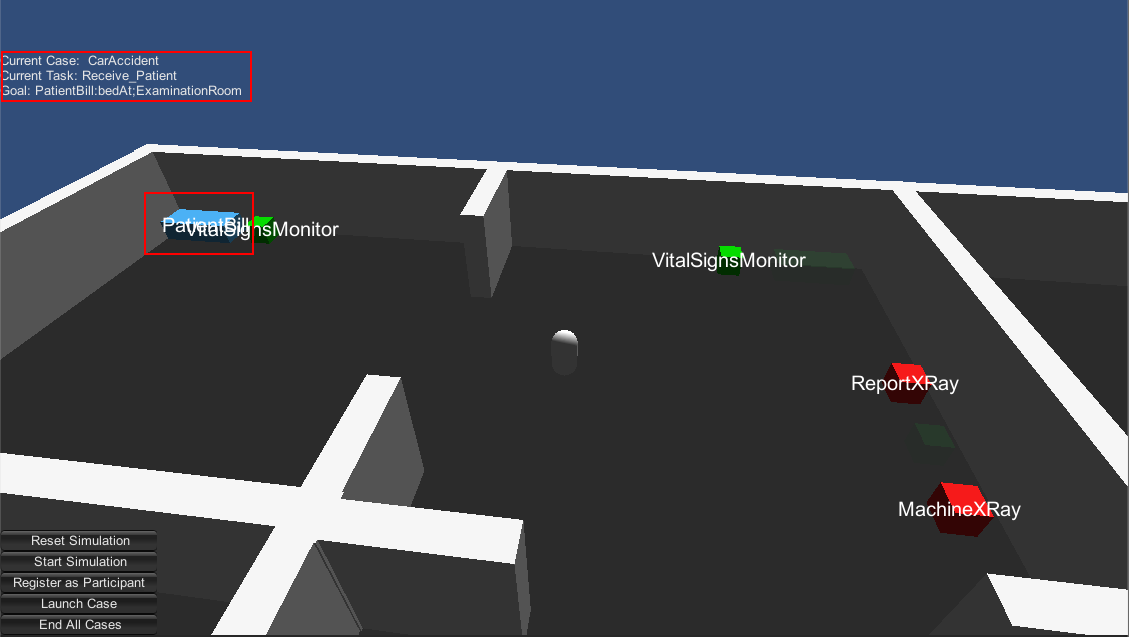 Current Case:  CarAccident
Current Task: Receive_Patient
Goal: PatientBill:bedAt;ExaminationRoom
PatientBill
VitalSignsMonitor
VitalSignsMonitor
ReportXRay
MachineXRay
Reset Simulation
Start Simulation
Register as Participant
Launch Case
End All Cases